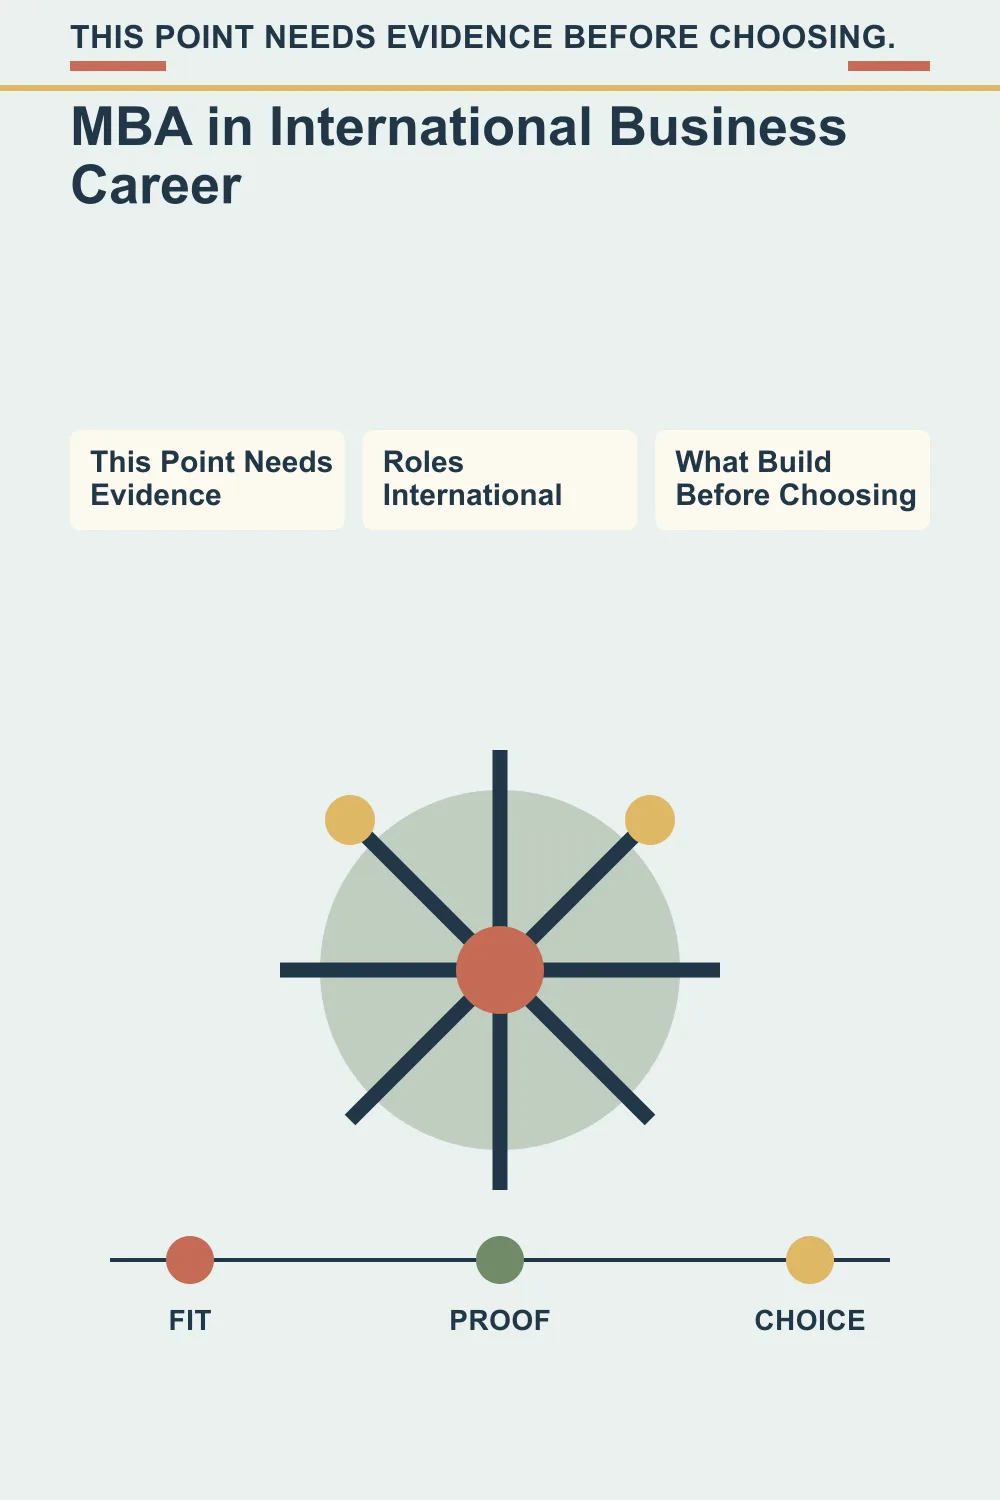 THIS POINT NEEDS EVIDENCE BEFORE CHOOSING.
MBA in International Business
Career
This Point Needs
Evidence
Roles
International
What Build
Before Choosing
FIT
PROOF
CHOICE